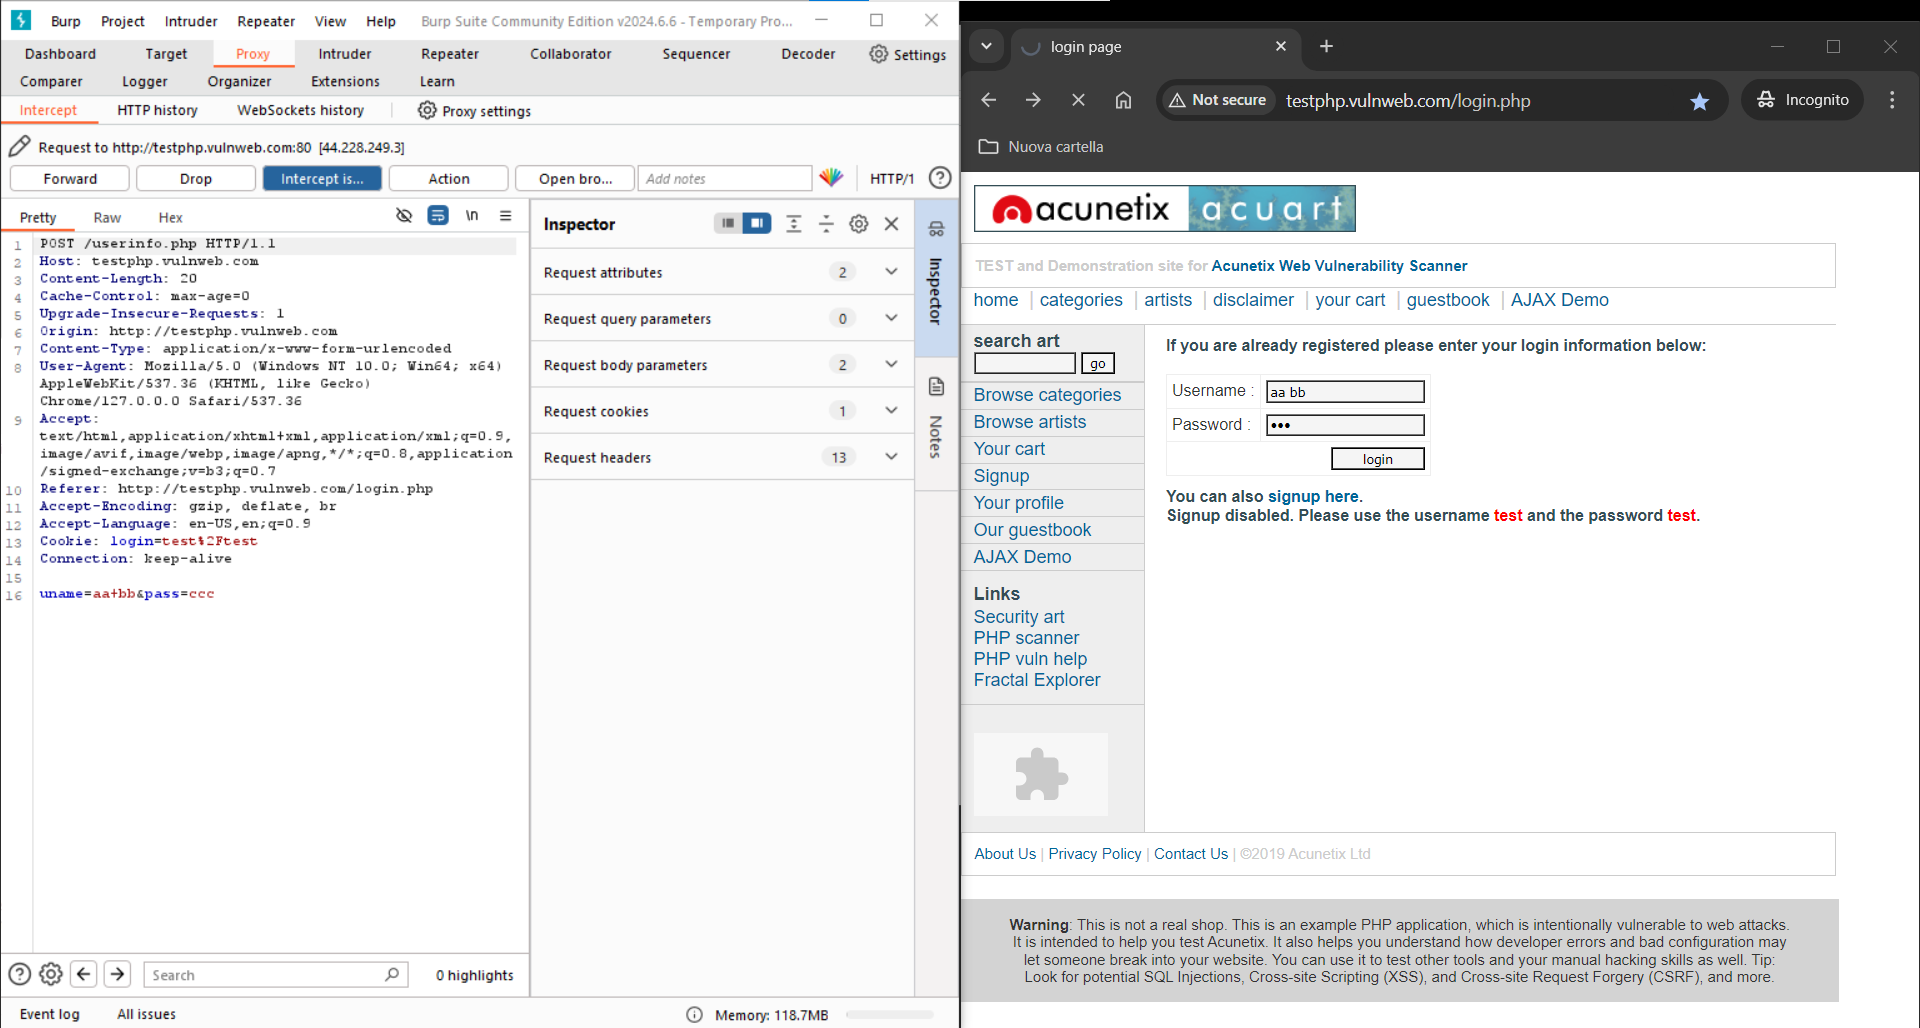 Burp Project Intruder Repeater View Help Burp Suite Community Edition v2024.6.6 - Temporary Pro...
Dashboard Target Proxy Intruder Repeater Collaborator Sequencer Decoder Settings
Comparer Logger Organizer Extensions Learn
Intercept HTTP history WebSockets history Proxy settings
Request to http://testphp.vulnweb.com:80 [44.228.249.3]
Forward Drop Intercept is... Action Open bro... Add notes HTTP/1
Pretty Raw Hex \n
1 POST /userinfo.php HTTP/1.1
2 Host: testphp.vulnweb.com
3 Content-Length: 20
4 Cache-Control: max-age=0
5 Upgrade-Insecure-Requests: 1
6 Origin: http://testphp.vulnweb.com
7 Content-Type: application/x-www-form-urlencoded
8 User-Agent: Mozilla/5.0 (Windows NT 10.0; Win64; x64)
AppleWebKit/537.36 (KHTML, like Gecko)
Chrome/127.0.0.0 Safari/537.36
9 Accept:
text/html,application/xhtml+xml,application/xml;q=0.9,
image/avif,image/webp,image/apng,*/*;q=0.8,application
/signed-exchange;v=b3;q=0.7
10 Referer: http://testphp.vulnweb.com/login.php
11 Accept-Encoding: gzip, deflate, br
12 Accept-Language: en-US,en;q=0.9
13 Cookie: login=test%2Ftest
14 Connection: keep-alive
15
16 uname=aa+bb&pass=ccc
Inspector
Request attributes 2
Request query parameters 0
Request body parameters 2
Request cookies 1
Request headers 13
Inspector
Notes
Search 0 highlights
Event log All issues Memory: 118.7MB
login page
Not secure testphp.vulnweb.com/login.php Incognito
Nuova cartella
acunetix acuart
TEST and Demonstration site for Acunetix Web Vulnerability Scanner
home | categories | artists | disclaimer | your cart | guestbook | AJAX Demo
search art
go
Browse categories
Browse artists
Your cart
Signup
Your profile
Our guestbook
AJAX Demo
Links
Security art
PHP scanner
PHP vuln help
Fractal Explorer
If you are already registered please enter your login information below:
Username : aa bb
Password : •••
login
You can also signup here.
Signup disabled. Please use the username test and the password test.
About Us | Privacy Policy | Contact Us | ©2019 Acunetix Ltd
Warning: This is not a real shop. This is an example PHP application, which is intentionally vulnerable to web attacks.
It is intended to help you test Acunetix. It also helps you understand how developer errors and bad configuration may
let someone break into your website. You can use it to test other tools and your manual hacking skills as well. Tip:
Look for potential SQL Injections, Cross-site Scripting (XSS), and Cross-site Request Forgery (CSRF), and more.